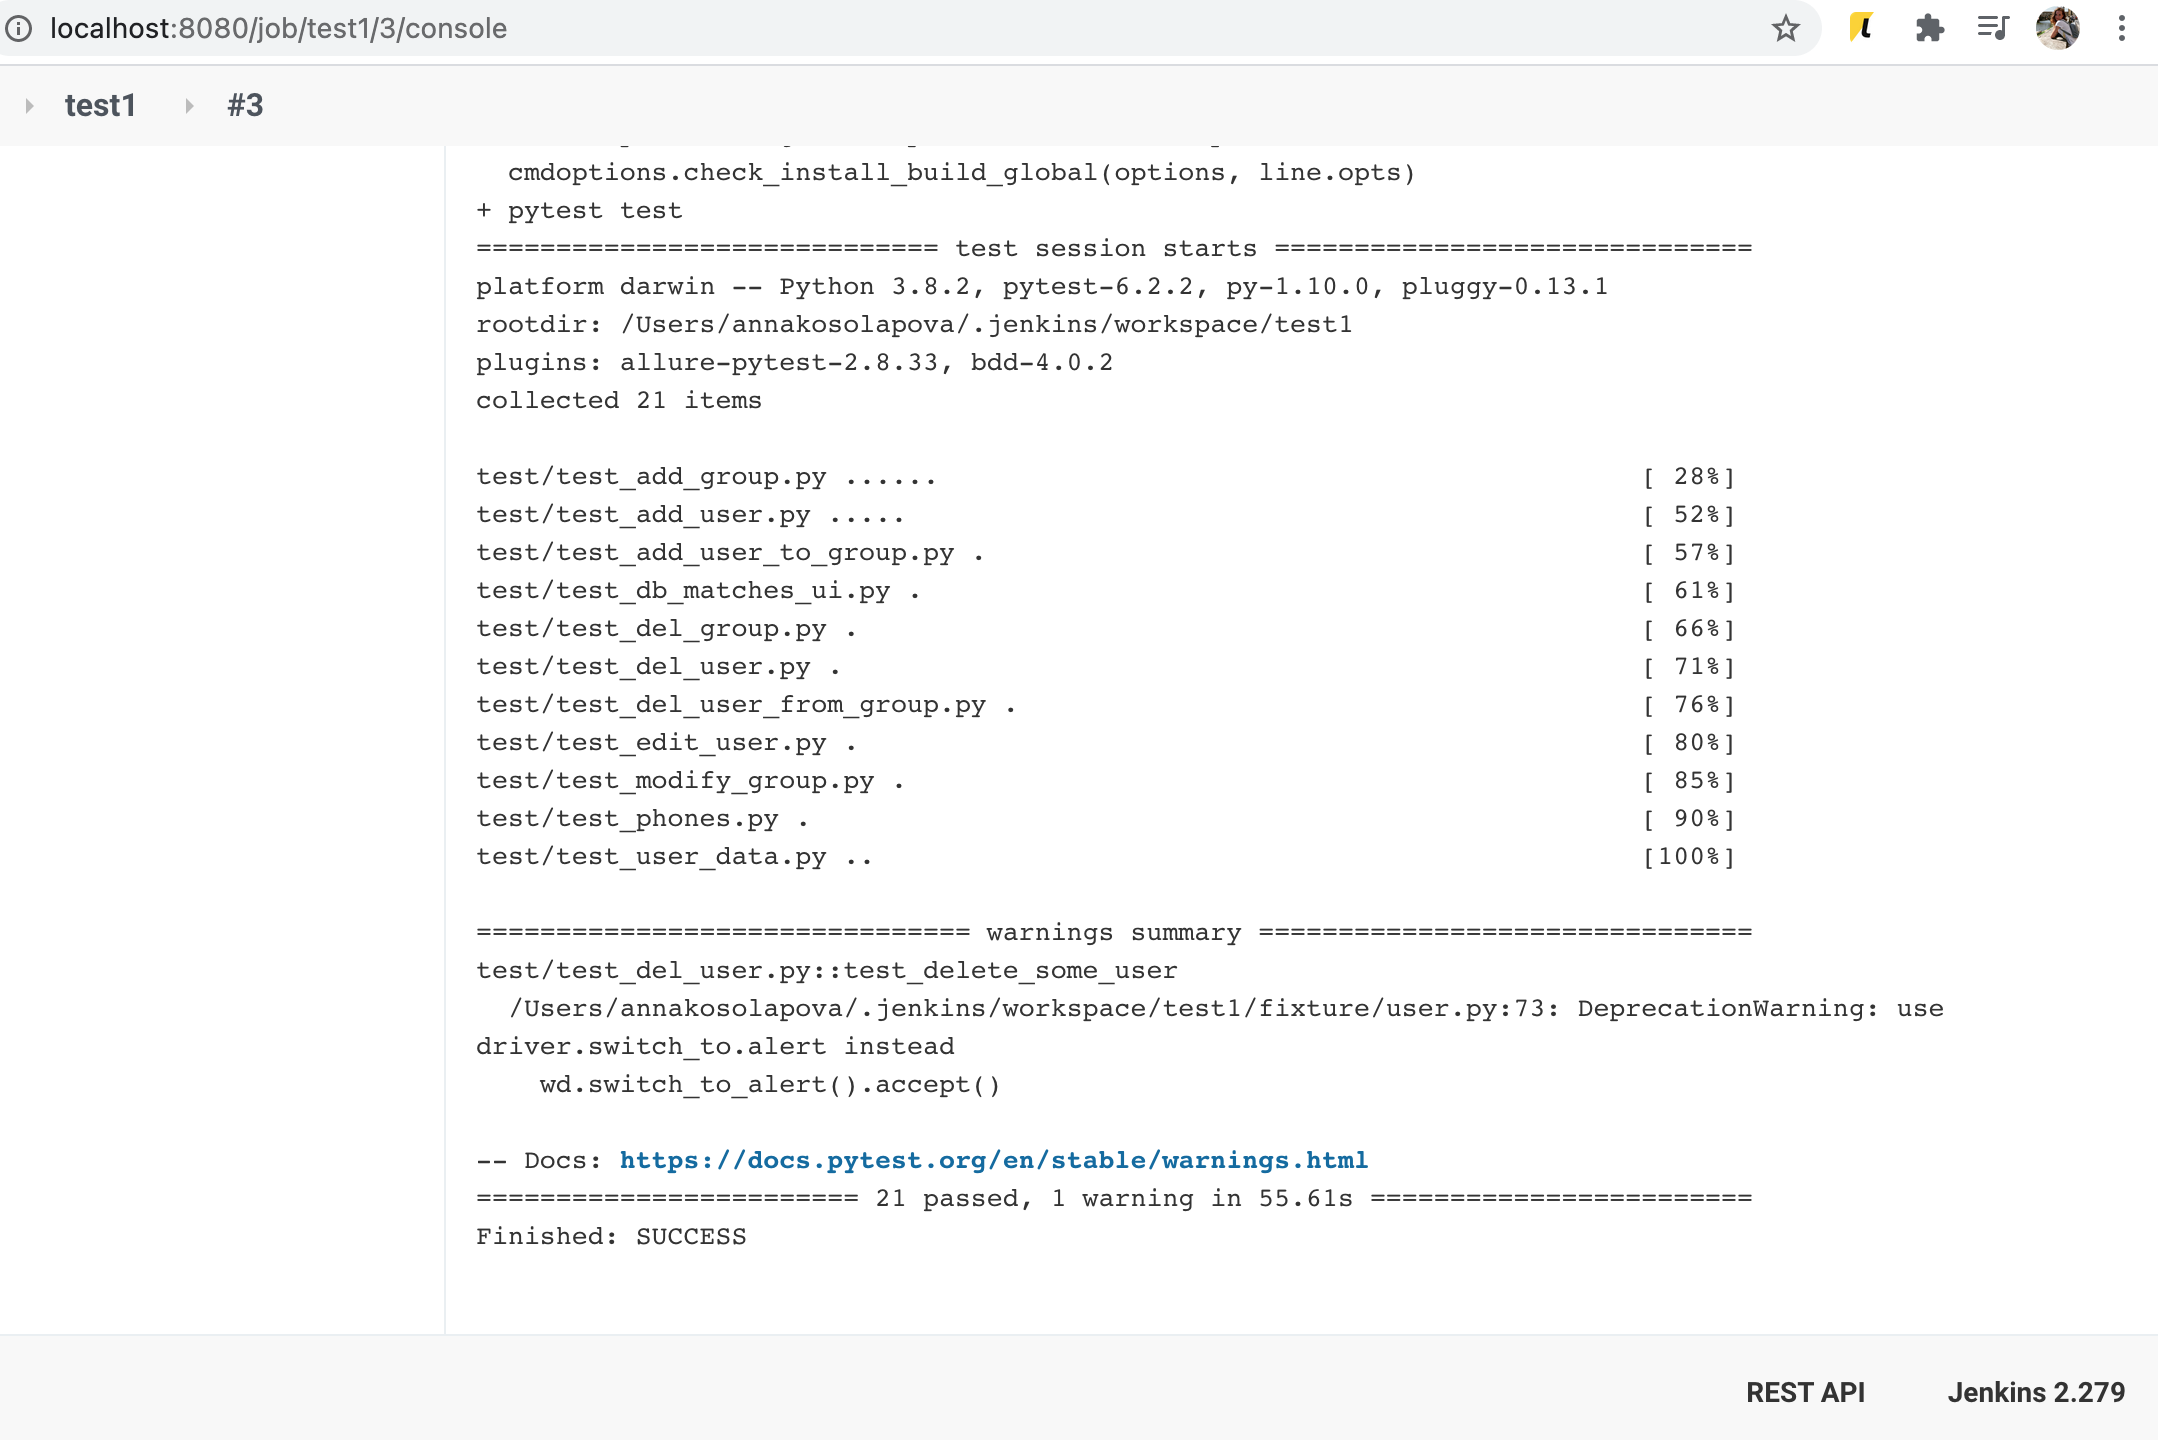 localhost:8080/job/test1/3/console
test1 #3
cmdoptions.check_install_build_global(options, line.opts)
+ pytest test
============================= test session starts ==============================
platform darwin -- Python 3.8.2, pytest-6.2.2, py-1.10.0, pluggy-0.13.1
rootdir: /Users/annakosolapova/.jenkins/workspace/test1
plugins: allure-pytest-2.8.33, bdd-4.0.2
collected 21 items
test/test_add_group.py ...... [ 28%]
test/test_add_user.py ..... [ 52%]
test/test_add_user_to_group.py . [ 57%]
test/test_db_matches_ui.py . [ 61%]
test/test_del_group.py . [ 66%]
test/test_del_user.py . [ 71%]
test/test_del_user_from_group.py . [ 76%]
test/test_edit_user.py . [ 80%]
test/test_modify_group.py . [ 85%]
test/test_phones.py . [ 90%]
test/test_user_data.py .. [100%]
=============================== warnings summary ===============================
test/test_del_user.py::test_delete_some_user
/Users/annakosolapova/.jenkins/workspace/test1/fixture/user.py:73: DeprecationWarning: use
driver.switch_to.alert instead
wd.switch_to_alert().accept()
-- Docs: https://docs.pytest.org/en/stable/warnings.html
======================== 21 passed, 1 warning in 55.61s ========================
Finished: SUCCESS
REST API Jenkins 2.279